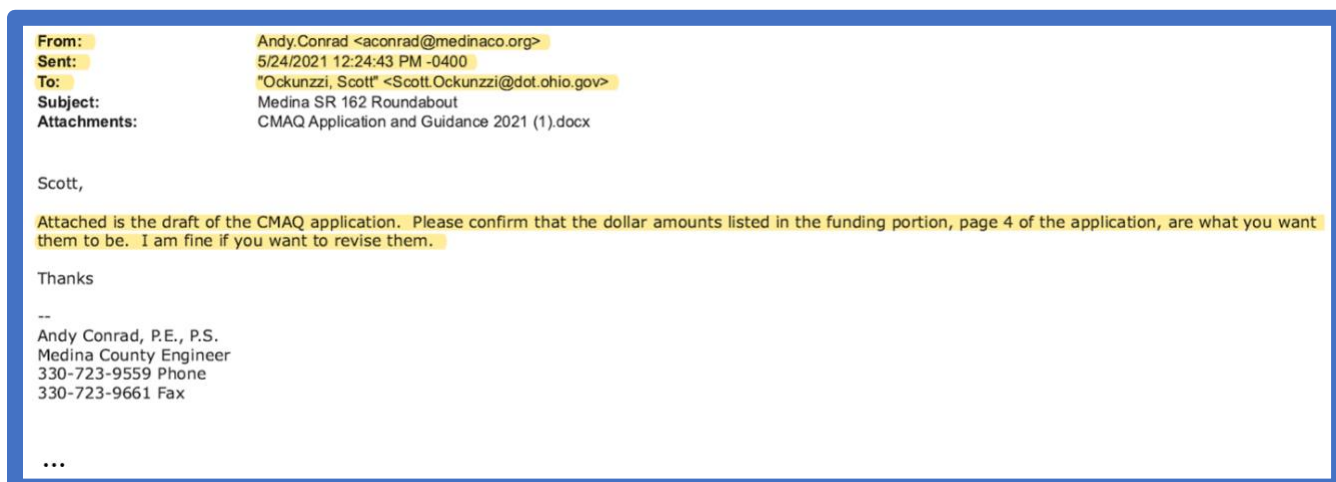 From: Andy.Conrad <aconrad@medinaco.org>
Sent: 5/24/2021 12:24:43 PM -0400
To: "Ockunzzi, Scott" <Scott.Ockunzzi@dot.ohio.gov>
Subject: Medina SR 162 Roundabout
Attachments: CMAQ Application and Guidance 2021 (1).docx
Scott,
Attached is the draft of the CMAQ application. Please confirm that the dollar amounts listed in the funding portion, page 4 of the application, are what you want
them to be. I am fine if you want to revise them.
Thanks
--
Andy Conrad, P.E., P.S.
Medina County Engineer
330-723-9559 Phone
330-723-9661 Fax
...